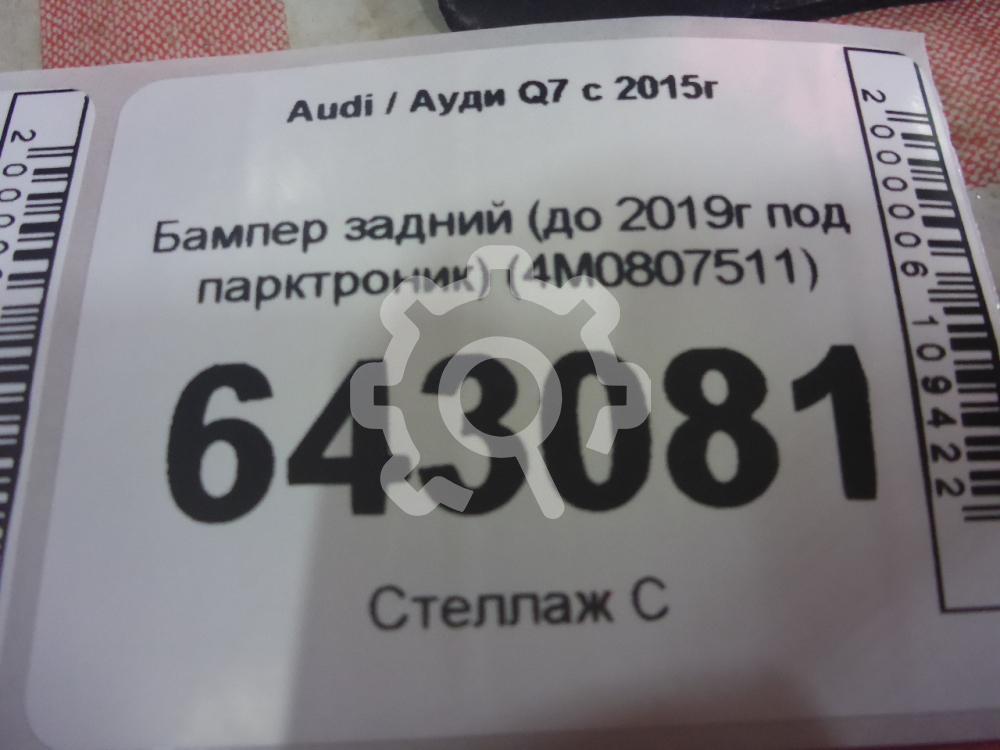 Audi / Ауди Q7 с 2015г
Бампер задний (до 2019г под
парктроник) (4M0807511)
643081
Стеллаж С
2000006109422